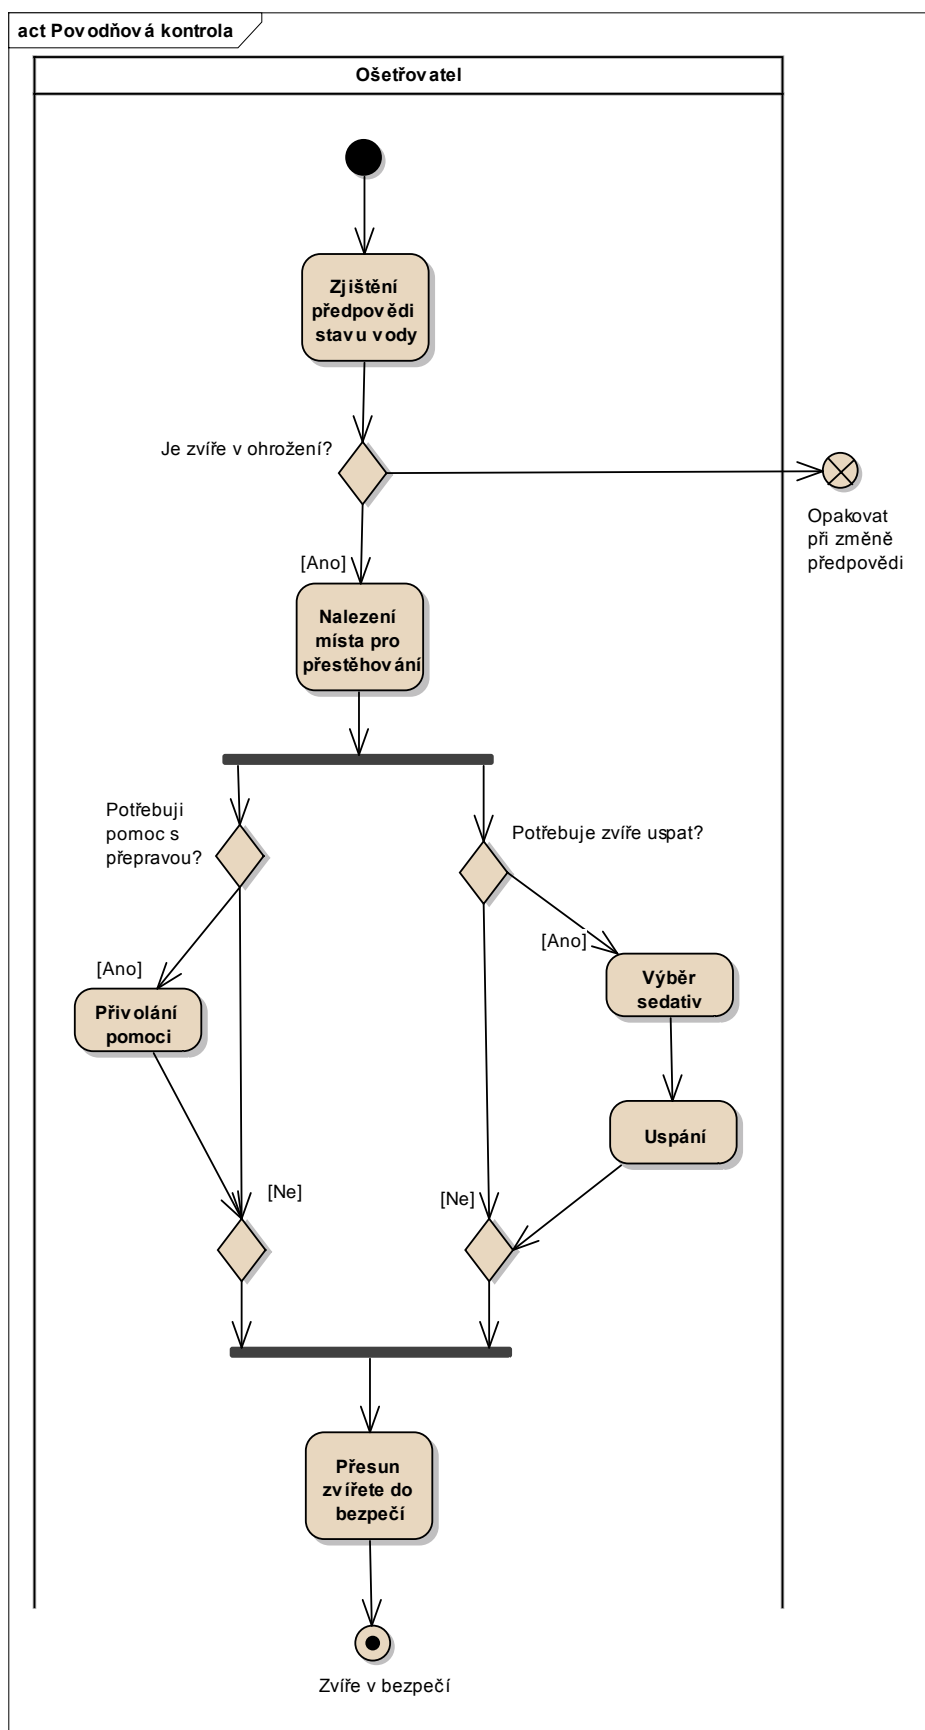 act Povodňová kontrola
Ošetřovatel
Zjištění
předpovědi
stavu vody
Je zvíře v ohrožení?
Opakovat
při změně
předpovědi
[Ano]
Nalezení
místa pro
přestěhování
Potřebuji
pomoc s
přepravou?
Potřebuje zvíře uspat?
[Ano]
[Ano]
Výběr
sedativ
Přivolání
pomoci
Uspání
[Ne]
[Ne]
Přesun
zvířete do
bezpečí
Zvíře v bezpečí